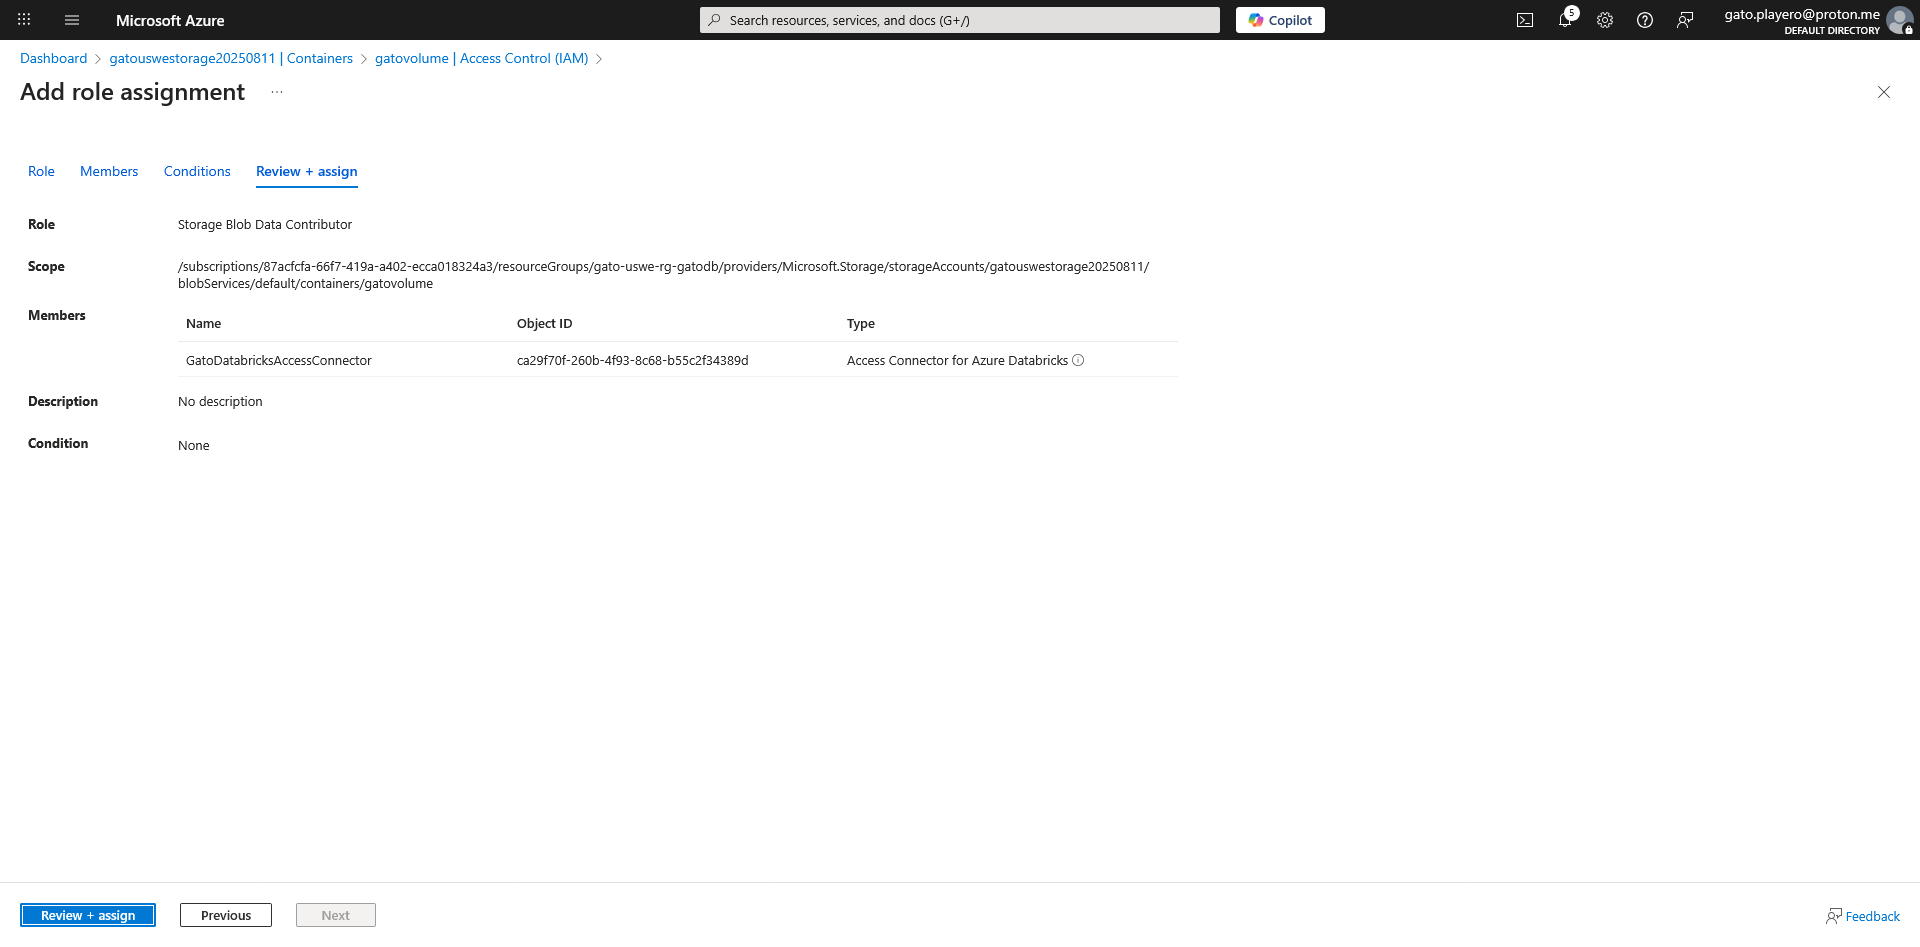 Microsoft Azure
Search resources, services, and docs (G+/)
Copilot
5
gato.playero@proton.me
DEFAULT DIRECTORY
Dashboard > gatouswestorage20250811 | Containers > gatovolume | Access Control (IAM) >
Add role assignment ...
Role Members Conditions Review + assign
Role Storage Blob Data Contributor
Scope /subscriptions/87acfcfa-66f7-419a-a402-ecca018324a3/resourceGroups/gato-uswe-rg-gatodb/providers/Microsoft.Storage/storageAccounts/gatouswestorage20250811/
blobServices/default/containers/gatovolume
Members
Name Object ID Type
GatoDatabricksAccessConnector ca29f70f-260b-4f93-8c68-b55c2f34389d Access Connector for Azure Databricks
Description No description
Condition None
Review + assign Previous Next
Feedback